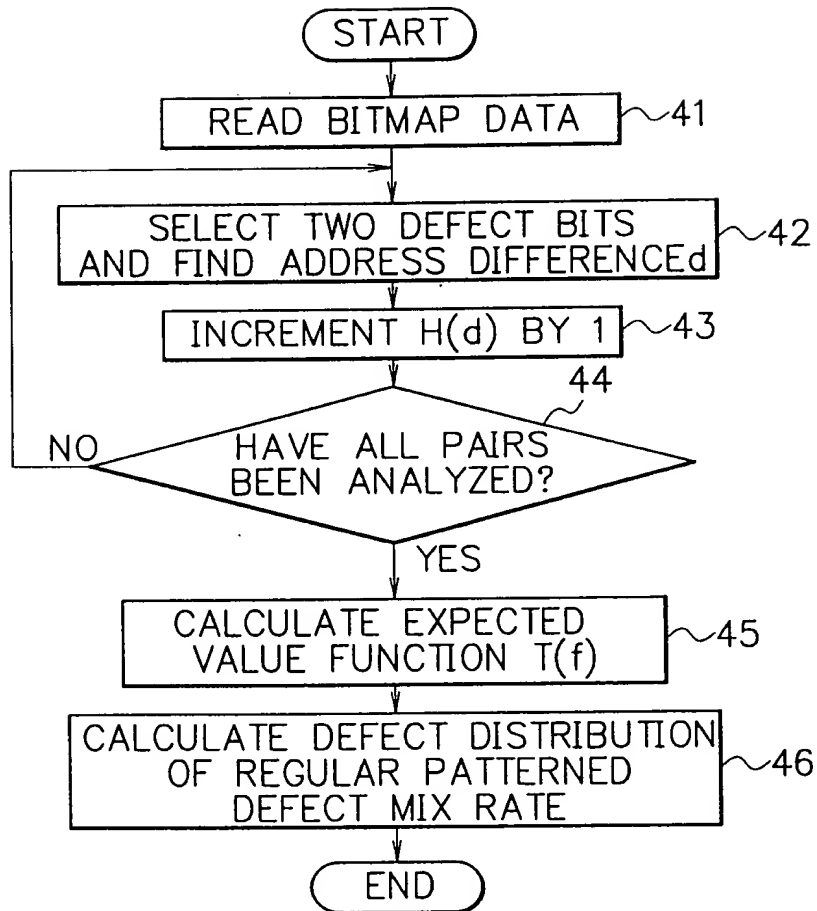 START
READ BITMAP DATA
41
SELECT TWO DEFECT BITS
AND FIND ADDRESS DIFFERENCEd
42
INCREMENT H(d) BY 1
43
44
HAVE ALL PAIRS
BEEN ANALYZED?
NO
YES
CALCULATE EXPECTED
VALUE FUNCTION T(f)
45
CALCULATE DEFECT DISTRIBUTION
OF REGULAR PATTERNED
DEFECT MIX RATE
46
END